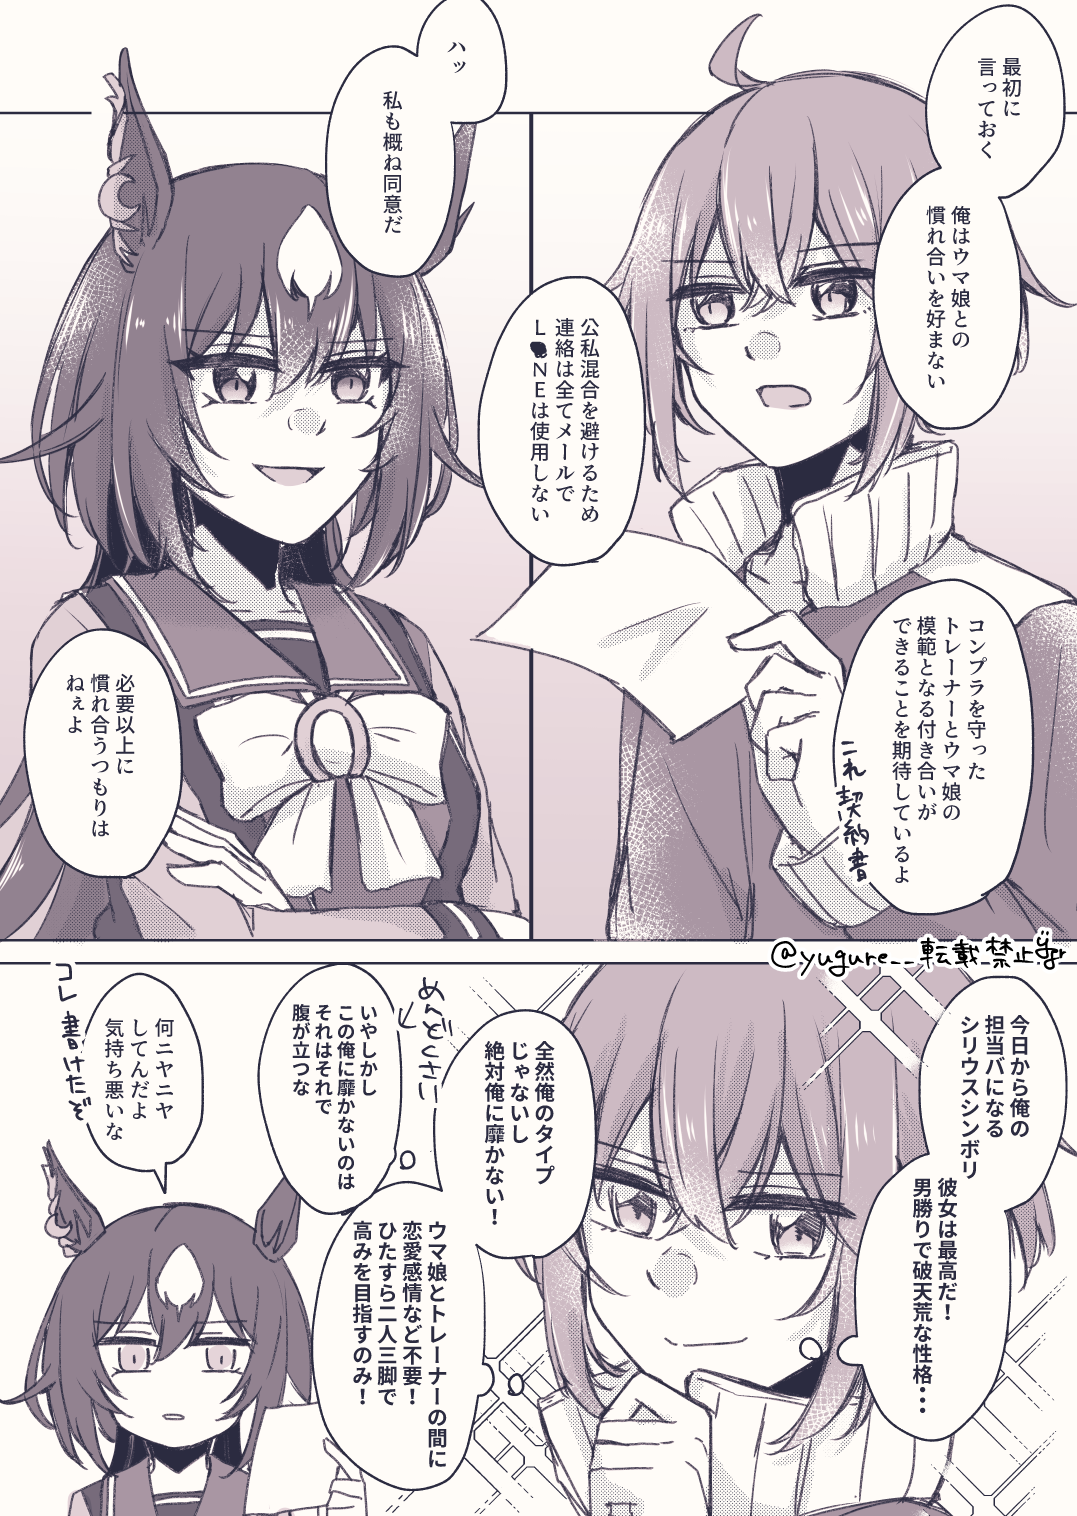 最初に
言っておく
俺はウマ娘との
慣れ合いを好まない
公私混合を避けるため
連絡は全てメールで
L●NEは使用しない
コンプラを守った
トレーナーとウマ娘の
模範となる付き合いが
できることを期待しているよ
これ契約書
ハッ
私も概ね同意だ
必要以上に
慣れ合うつもりは
ねぇよ
@yugure__転載禁止
今日から俺の
担当バになる
シリウスシンボリ
彼女は最高だ！
男勝りで破天荒な性格・・・
全然俺のタイプ
じゃないし
絶対俺に靡かない！
めんどくさい
いやしかし
この俺に靡かないのは
それはそれで
腹が立つな
ウマ娘とトレーナーの間に
恋愛感情など不要！
ひたすら二人三脚で
高みを目指すのみ！
何ニヤニヤ
してんだよ
気持ち悪いな
コレ書けたぞ